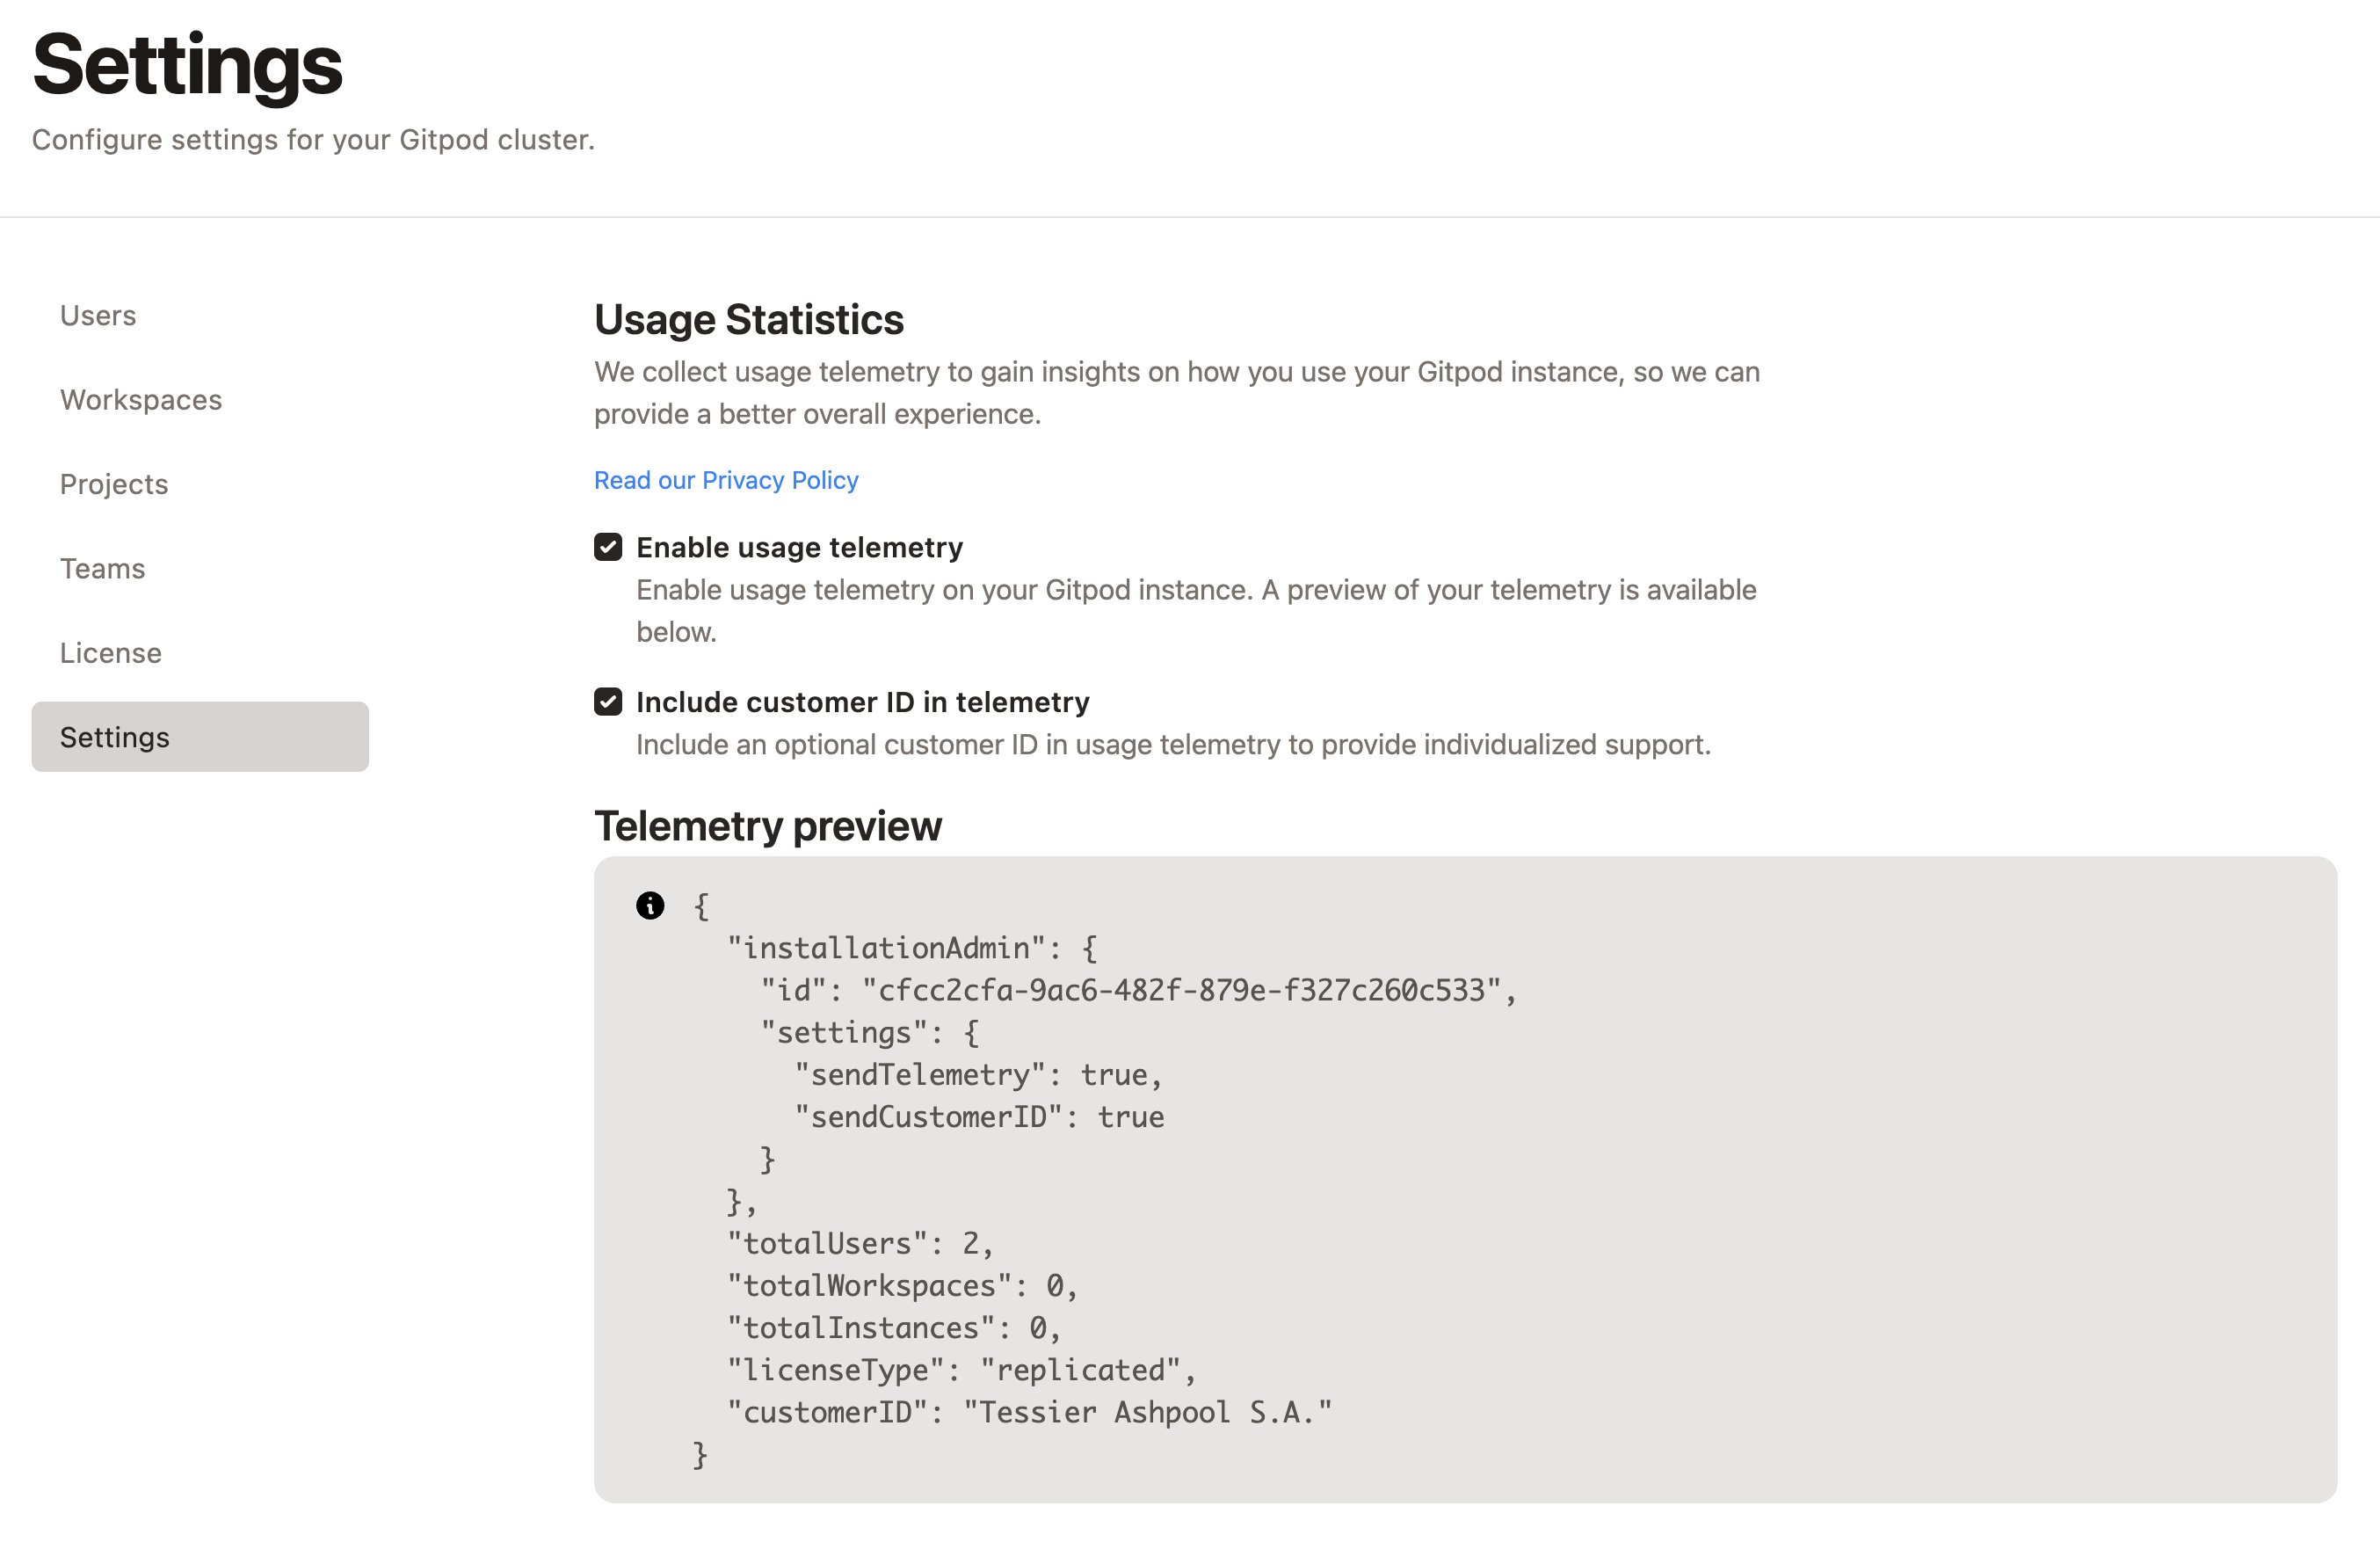 Settings
Configure settings for your Gitpod cluster.
Users
Workspaces
Projects
Teams
License
Settings
Usage Statistics
We collect usage telemetry to gain insights on how you use your Gitpod instance, so we can
provide a better overall experience.
Read our Privacy Policy
Enable usage telemetry
Enable usage telemetry on your Gitpod instance. A preview of your telemetry is available
below.
Include customer ID in telemetry
Include an optional customer ID in usage telemetry to provide individualized support.
Telemetry preview
{
  "installationAdmin": {
    "id": "cfcc2cfa-9ac6-482f-879e-f327c260c533",
    "settings": {
      "sendTelemetry": true,
      "sendCustomerID": true
    }
  },
  "totalUsers": 2,
  "totalWorkspaces": 0,
  "totalInstances": 0,
  "licenseType": "replicated",
  "customerID": "Tessier Ashpool S.A."
}